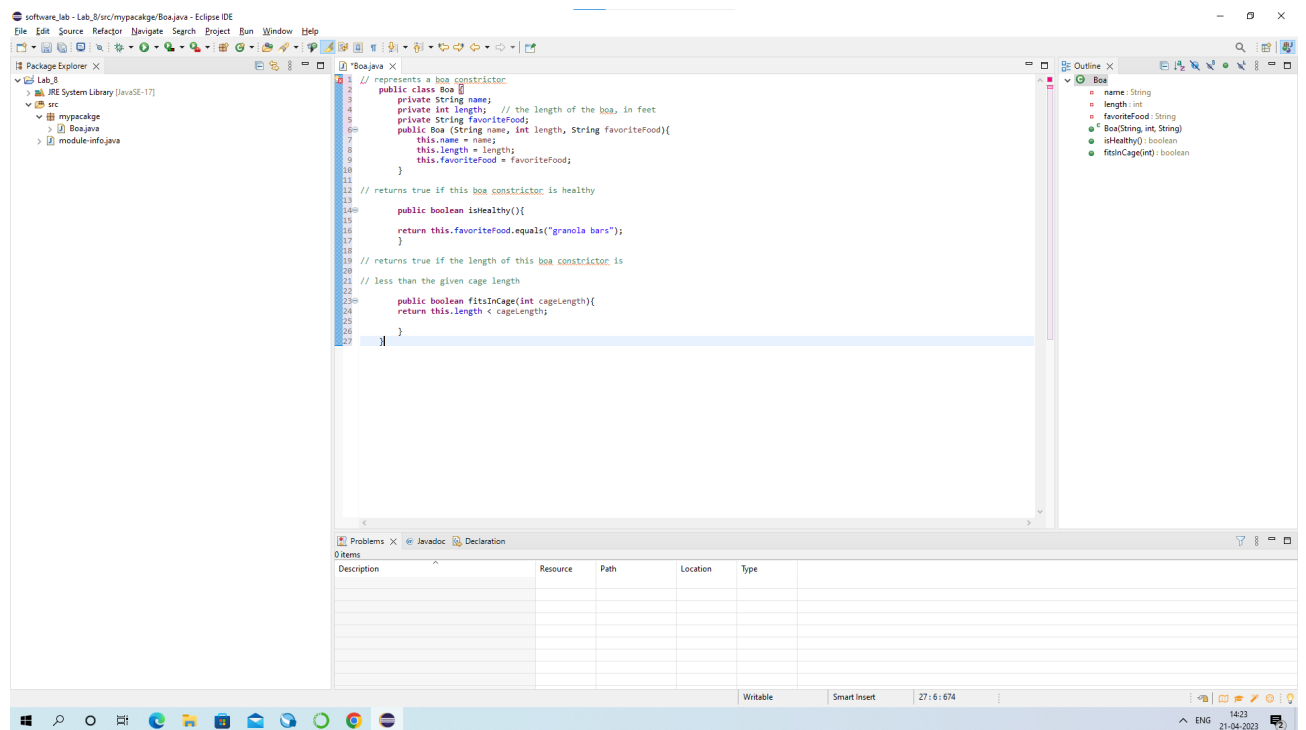 software_lab - Lab_8/src/mypacakge/Boa.java - Eclipse IDE
File Edit Source Refactor Navigate Search Project Run Window Help
Package Explorer
*Boa.java
Outline
Lab_8
JRE System Library [JavaSE-17]
src
mypacakge
Boa.java
module-info.java
1 // represents a boa constrictor
2 public class Boa {
3 private String name;
4 private int length; // the length of the boa, in feet
5 private String favoriteFood;
6 public Boa (String name, int length, String favoriteFood){
7 this.name = name;
8 this.length = length;
9 this.favoriteFood = favoriteFood;
10 }
11
12 // returns true if this boa constrictor is healthy
13
14 public boolean isHealthy(){
15
16 return this.favoriteFood.equals("granola bars");
17 }
18
19 // returns true if the length of this boa constrictor is
20
21 // less than the given cage length
22
23 public boolean fitsInCage(int cageLength){
24 return this.length < cageLength;
25
26 }
27 }
Boa
name : String
length : int
favoriteFood : String
Boa(String, int, String)
isHealthy() : boolean
fitsInCage(int) : boolean
Problems Javadoc Declaration
0 items
Description Resource Path Location Type
Writable Smart Insert 27 : 6 : 674
ENG 14:23
21-04-2023